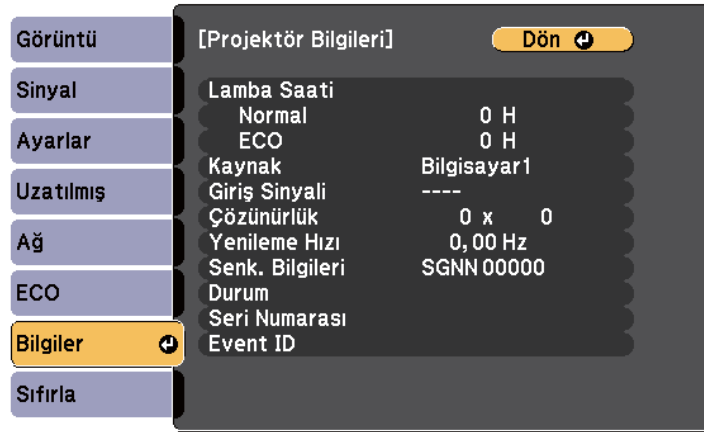 Görüntü
Sinyal
Ayarlar
Uzatılmış
Ağ
ECO
Bilgiler
Sıfırla
[Projektör Bilgileri] Dön
Lamba Saati
Normal 0 H
ECO 0 H
Kaynak Bilgisayar1
Giriş Sinyali ----
Çözünürlük 0 x 0
Yenileme Hızı 0,00 Hz
Senk. Bilgileri SGNN 00000
Durum
Seri Numarası
Event ID